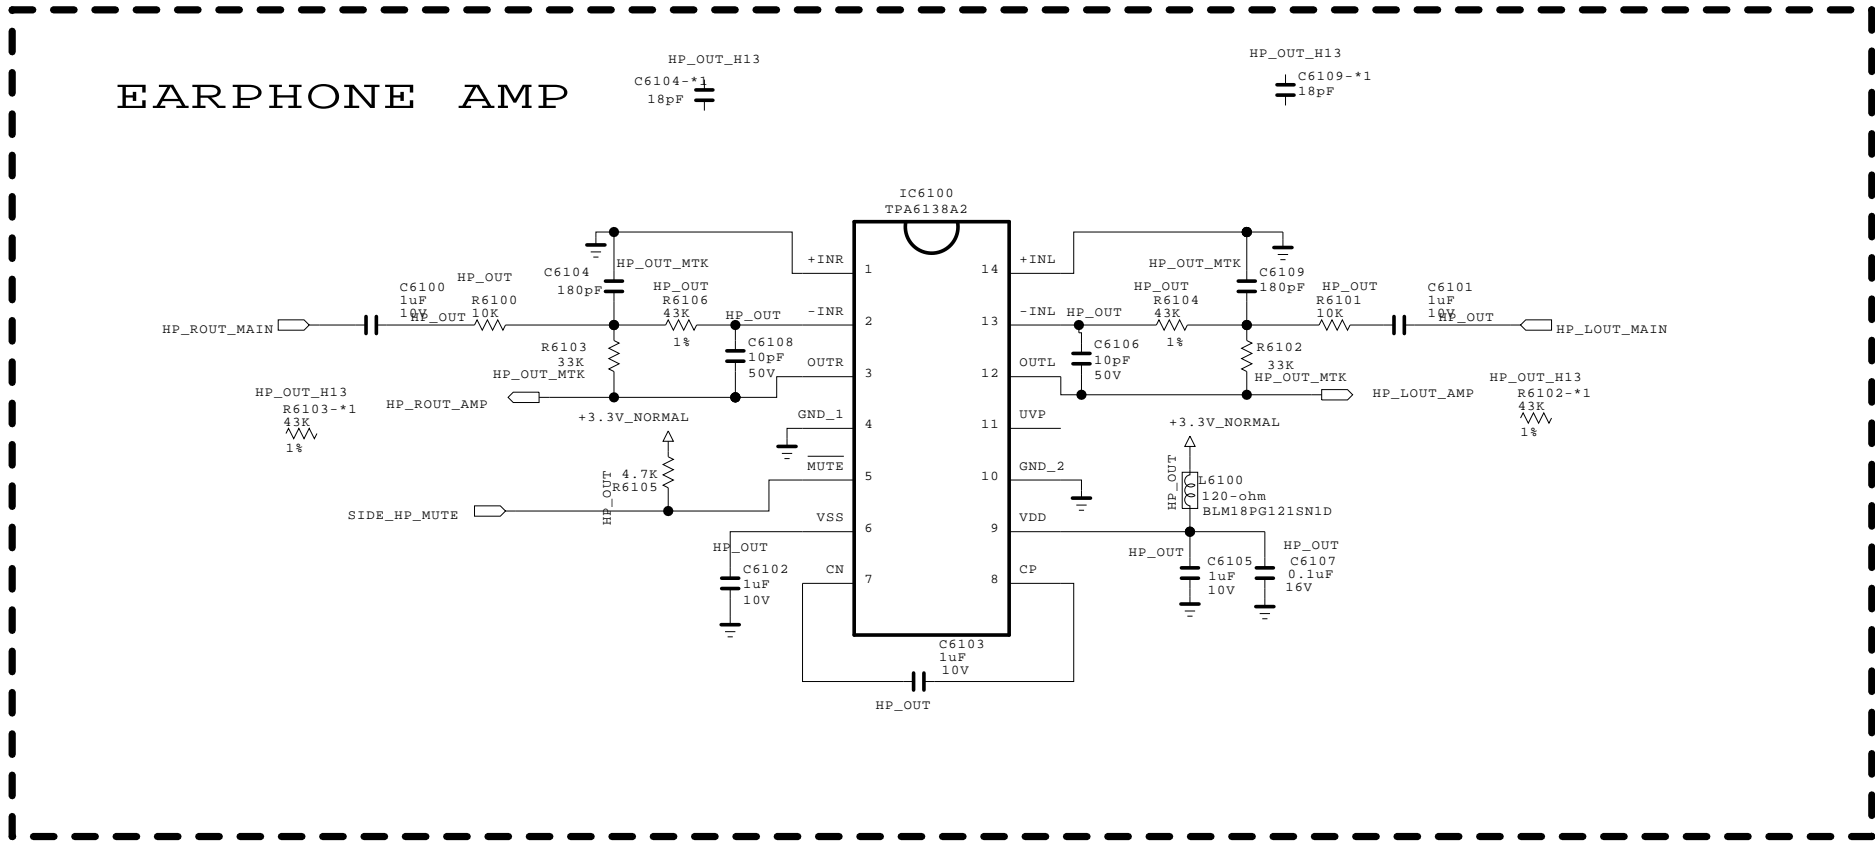 HP_OUT_H13
C6104-*1
18pF
HP_OUT_H13
C6109-*1
18pF
EARPHONE AMP
IC6100
TPA6138A2
+INR
1
-INR
2
OUTR
3
GND_1
4
MUTE
5
VSS
6
CN
7
14
+INL
13
-INL
12
OUTL
11
UVP
10
GND_2
9
VDD
8
CP
HP_ROUT_MAIN
C6100
1uF
10V
HP_OUT
HP_OUT
R6100
10K
C6104
180pF
HP_OUT_MTK
HP_OUT
R6106
43K
1%
HP_OUT
C6108
10pF
50V
R6103
33K
HP_OUT_MTK
HP_ROUT_AMP
HP_OUT_H13
R6103-*1
43K
1%
+3.3V_NORMAL
4.7K
R6105
HP_OUT
SIDE_HP_MUTE
HP_OUT
C6102
1uF
10V
C6103
1uF
10V
HP_OUT
HP_OUT
C6106
10pF
50V
HP_OUT_MTK
HP_OUT
R6104
43K
1%
C6109
180pF
HP_OUT
R6101
10K
C6101
1uF
10V
HP_OUT
HP_LOUT_MAIN
R6102
33K
HP_OUT_MTK
HP_LOUT_AMP
HP_OUT_H13
R6102-*1
43K
1%
+3.3V_NORMAL
HP_OUT
L6100
120-ohm
BLM18PG121SN1D
HP_OUT
C6105
1uF
10V
HP_OUT
C6107
0.1uF
16V